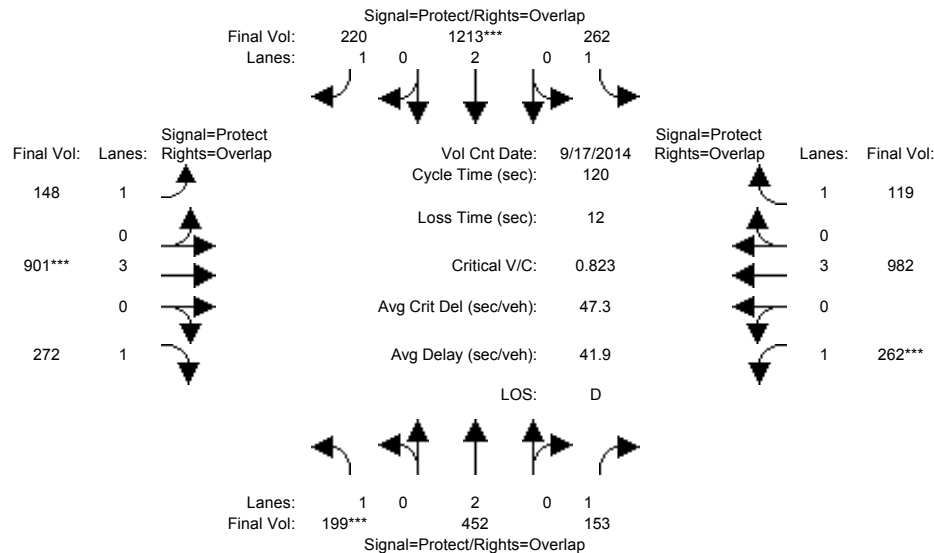 Signal=Protect/Rights=Overlap
Final Vol: 220 1213*** 262
Lanes: 1 0 2 0 1
Signal=Protect
Final Vol: Lanes: Rights=Overlap
Vol Cnt Date: 9/17/2014
Signal=Protect
Rights=Overlap Lanes: Final Vol:
Cycle Time (sec): 120
148 1
1 119
Loss Time (sec): 12
0
0
901*** 3
Critical V/C: 0.823
3 982
0
Avg Crit Del (sec/veh): 47.3
0
272 1
Avg Delay (sec/veh): 41.9
1 262***
LOS: D
Lanes: 1 0 2 0 1
Final Vol: 199*** 452 153
Signal=Protect/Rights=Overlap